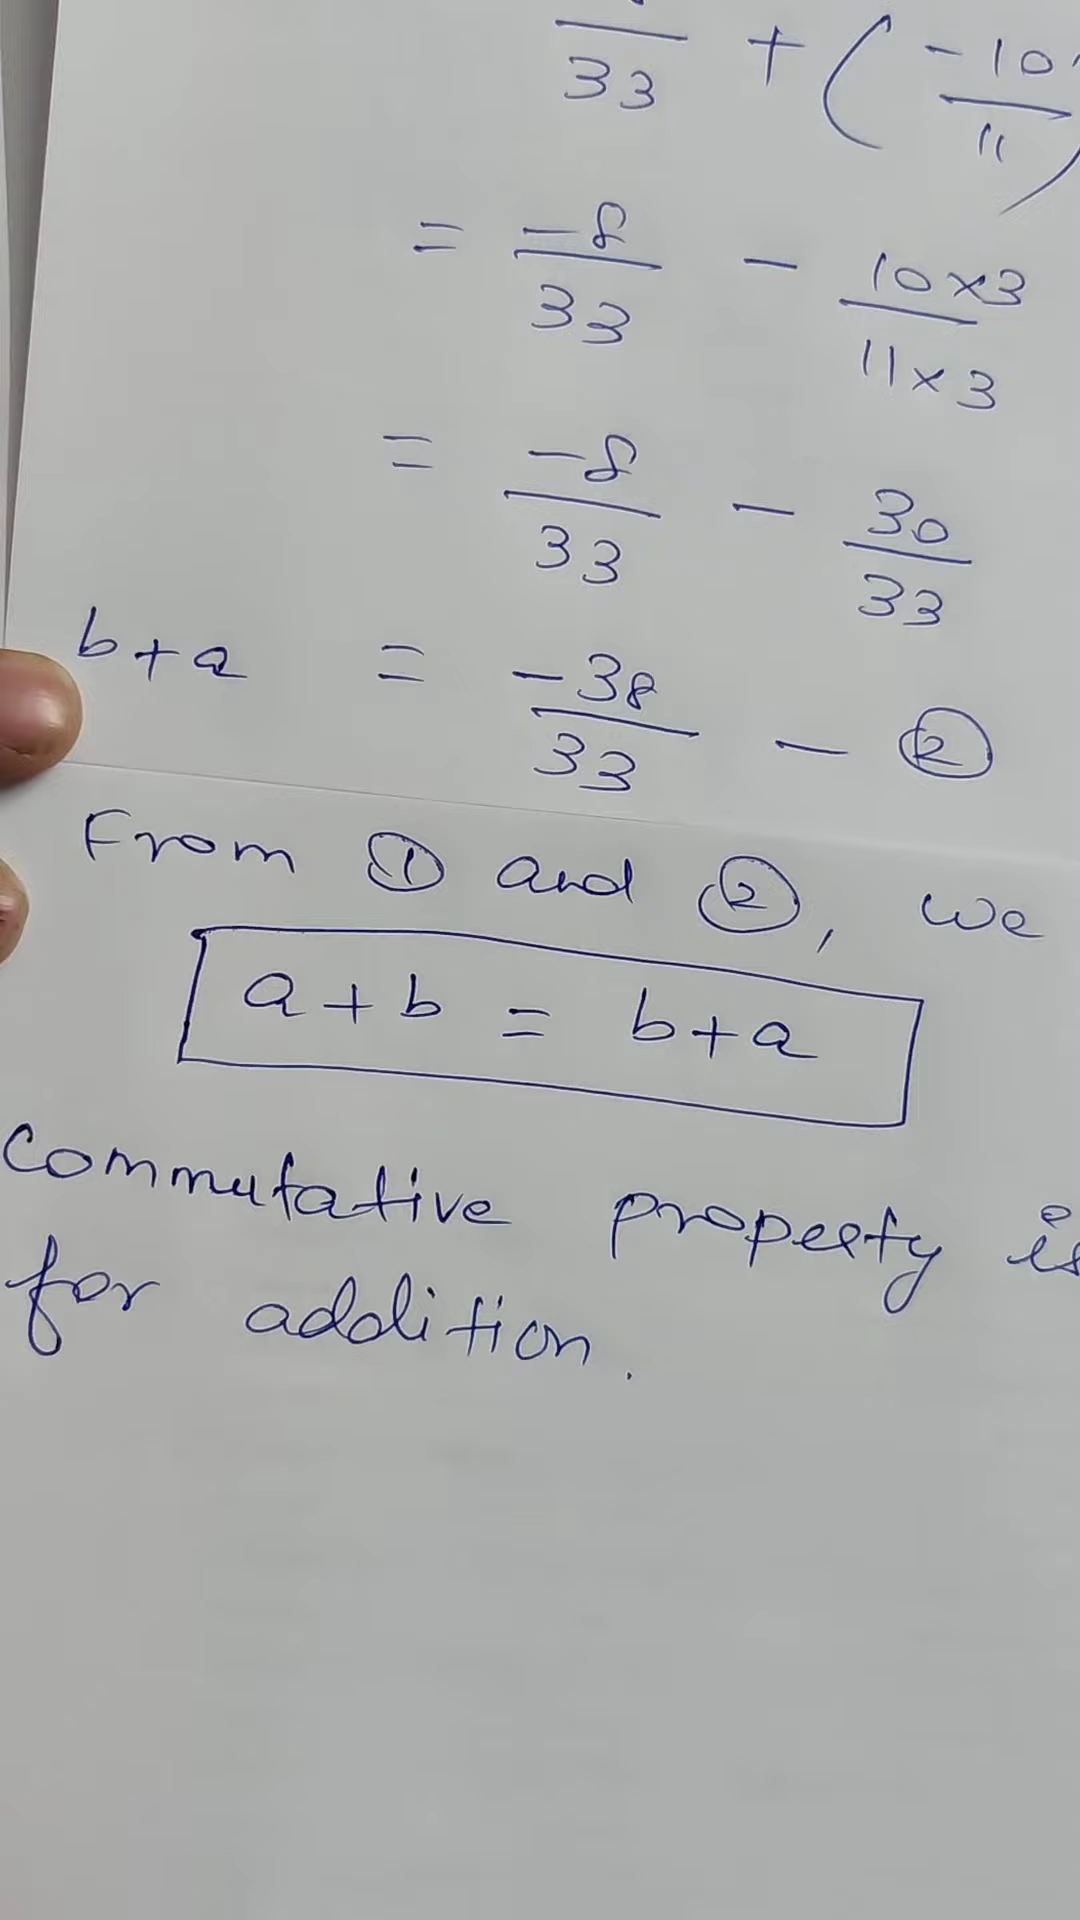 /33 + (-10/11)
= -8/33 - 10×3/11×3
= -8/33 - 30/33
b+a = -38/33 - ②
From ① and ②, we
a+b = b+a
Commutative property is
for addition.